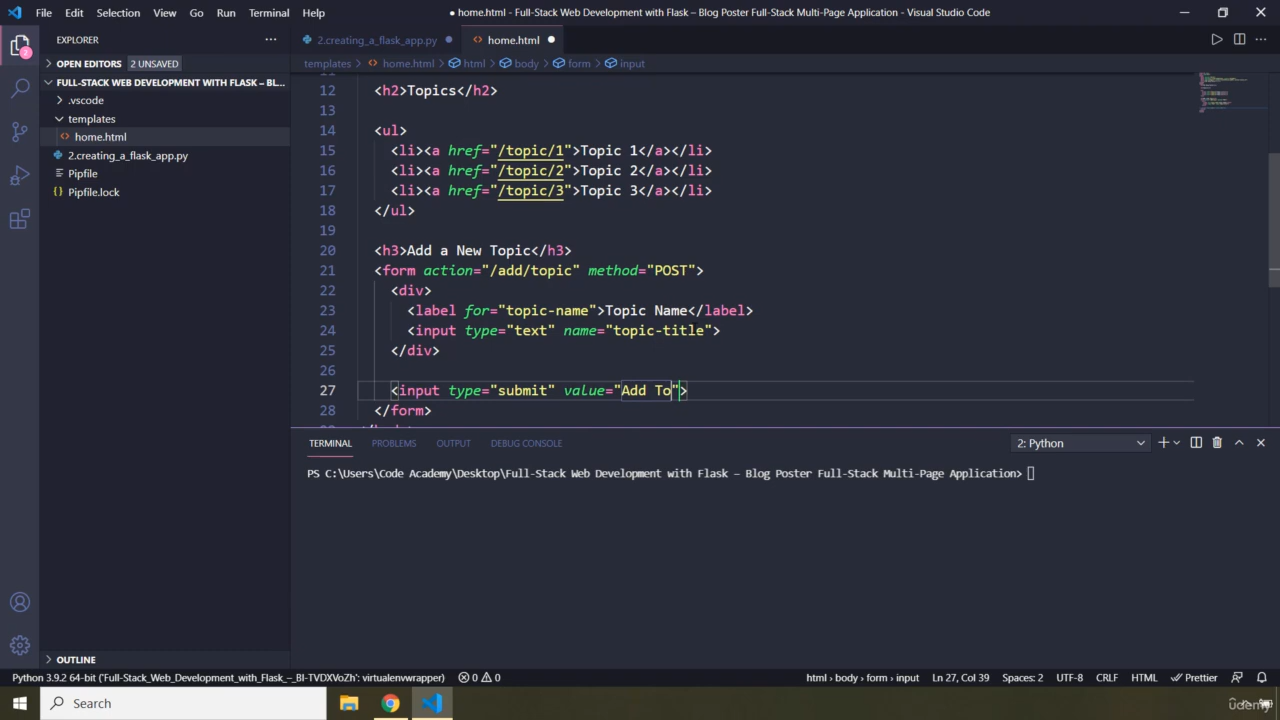 File Edit Selection View Go Run Terminal Help
● home.html - Full-Stack Web Development with Flask – Blog Poster Full-Stack Multi-Page Application - Visual Studio Code
2
EXPLORER
OPEN EDITORS 2 UNSAVED
FULL-STACK WEB DEVELOPMENT WITH FLASK – BL...
.vscode
templates
home.html
2.creating_a_flask_app.py
Pipfile
Pipfile.lock
OUTLINE
2.creating_a_flask_app.py
home.html
templates > home.html > html > body > form > input
12 <h2>Topics</h2>
13
14 <ul>
15 <li><a href="/topic/1">Topic 1</a></li>
16 <li><a href="/topic/2">Topic 2</a></li>
17 <li><a href="/topic/3">Topic 3</a></li>
18 </ul>
19
20 <h3>Add a New Topic</h3>
21 <form action="/add/topic" method="POST">
22 <div>
23 <label for="topic-name">Topic Name</label>
24 <input type="text" name="topic-title">
25 </div>
26
27 <input type="submit" value="Add To">
28 </form>
TERMINAL PROBLEMS OUTPUT DEBUG CONSOLE
2: Python
PS C:\Users\Code Academy\Desktop\Full-Stack Web Development with Flask – Blog Poster Full-Stack Multi-Page Application>
Python 3.9.2 64-bit ('Full-Stack_Web_Development_with_Flask_–_Bl-TVDXVoZh': virtualenvwrapper) 0 0
html › body › form › input Ln 27, Col 39 Spaces: 2 UTF-8 CRLF HTML Prettier
Search
udemy